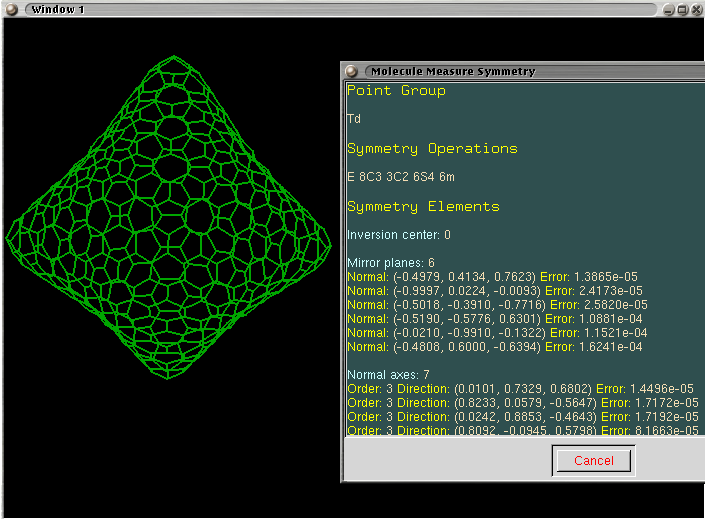 Window 1
Molecule Measure Symmetry
Point Group
Td
Symmetry Operations
E 8C3 3C2 6S4 6m
Symmetry Elements
Inversion center: 0
Mirror planes: 6
Normal: (-0.4979, 0.4134, 0.7623) Error: 1.3865e-05
Normal: (-0.9997, 0.0224, -0.0093) Error: 2.4173e-05
Normal: (-0.5018, -0.3910, -0.7716) Error: 2.5820e-05
Normal: (-0.5190, -0.5776, 0.6301) Error: 1.0881e-04
Normal: (-0.0210, -0.9910, -0.1322) Error: 1.1521e-04
Normal: (-0.4808, 0.6000, -0.6394) Error: 1.6241e-04
Normal axes: 7
Order: 3 Direction: (0.0101, 0.7329, 0.6802) Error: 1.4496e-05
Order: 3 Direction: (0.8233, 0.0579, -0.5647) Error: 1.7172e-05
Order: 3 Direction: (0.0242, 0.8853, -0.4643) Error: 1.7192e-05
Order: 3 Direction: (0.8092, -0.0945, 0.5798) Error: 8.1663e-05
Cancel